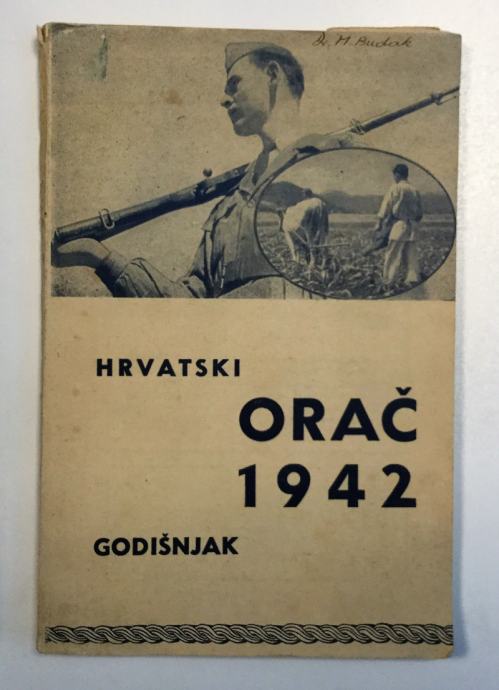 Dr. M. Budak
HRVATSKI
ORAČ
1942
GODIŠNJAK